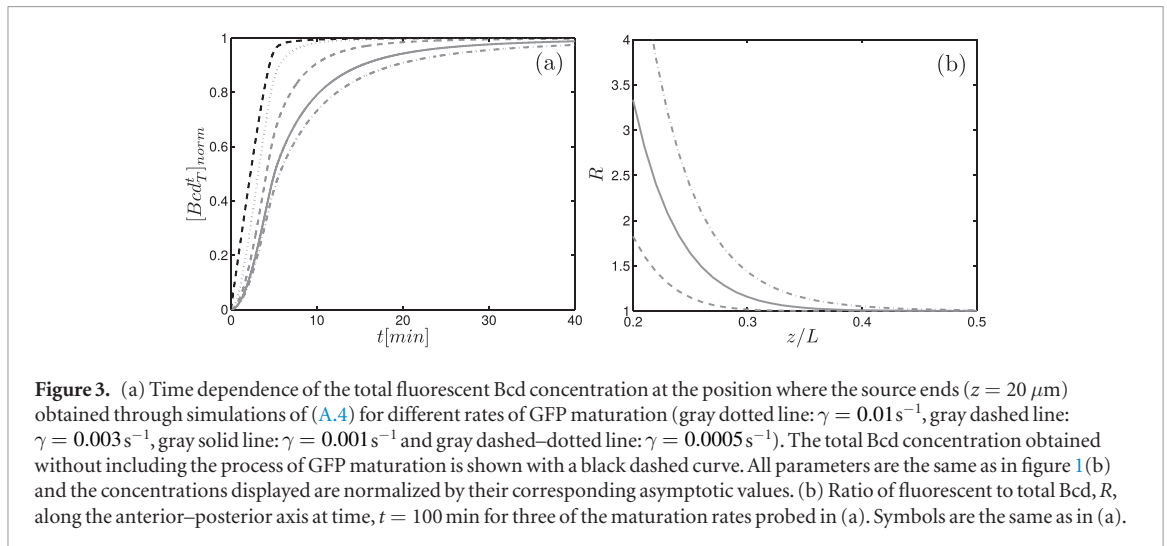 1
0.8
0.6
0.4
0.2
0
0
10
20
30
40
[Bcd_T^t]_norm
t[min]
(a)
4
3.5
3
2.5
2
1.5
1
0.2
0.3
0.4
0.5
R
z/L
(b)
Figure 3. (a) Time dependence of the total fluorescent Bcd concentration at the position where the source ends (z = 20 μm)
obtained through simulations of (A.4) for different rates of GFP maturation (gray dotted line: γ = 0.01 s⁻¹, gray dashed line:
γ = 0.003 s⁻¹, gray solid line: γ = 0.001 s⁻¹ and gray dashed–dotted line: γ = 0.0005 s⁻¹). The total Bcd concentration obtained
without including the process of GFP maturation is shown with a black dashed curve. All parameters are the same as in figure 1(b)
and the concentrations displayed are normalized by their corresponding asymptotic values. (b) Ratio of fluorescent to total Bcd, R,
along the anterior–posterior axis at time, t = 100 min for three of the maturation rates probed in (a). Symbols are the same as in (a).